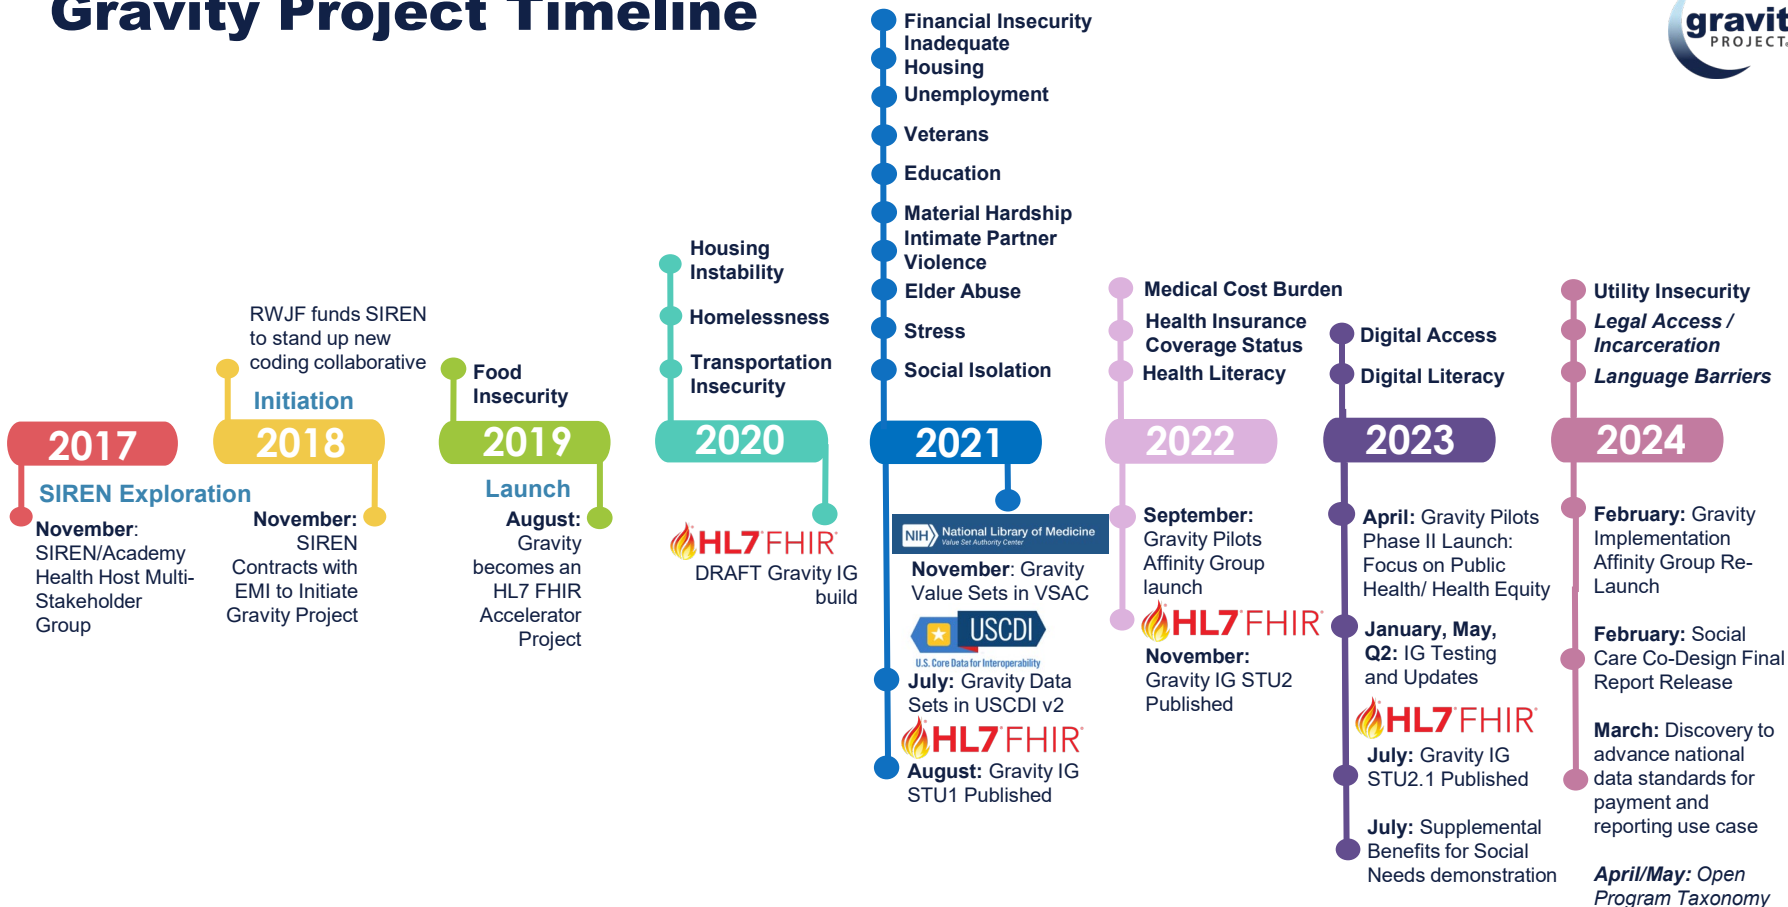 Gravity Project Timeline
gravit
PROJECT
Financial Insecurity
Inadequate
Housing
Unemployment
Veterans
Education
Material Hardship
Intimate Partner
Violence
Elder Abuse
Stress
Social Isolation
Housing
Instability
Homelessness
Transportation
Insecurity
RWJF funds SIREN
to stand up new
coding collaborative
Food
Insecurity
Medical Cost Burden
Health Insurance
Coverage Status
Health Literacy
Digital Access
Digital Literacy
Utility Insecurity
Legal Access /
Incarceration
Language Barriers
Initiation
2017
2018
2019
2020
2021
2022
2023
2024
SIREN Exploration
November:
SIREN/Academy
Health Host Multi-
Stakeholder
Group
November:
SIREN
Contracts with
EMI to Initiate
Gravity Project
Launch
August:
Gravity
becomes an
HL7 FHIR
Accelerator
Project
HL7 FHIR
DRAFT Gravity IG
build
NIH National Library of Medicine
Value Set Authority Center
November: Gravity
Value Sets in VSAC
USCDI
U.S. Core Data for Interoperability
July: Gravity Data
Sets in USCDI v2
HL7 FHIR
August: Gravity IG
STU1 Published
September:
Gravity Pilots
Affinity Group
launch
HL7 FHIR
November:
Gravity IG STU2
Published
April: Gravity Pilots
Phase II Launch:
Focus on Public
Health/ Health Equity
January, May,
Q2: IG Testing
and Updates
HL7 FHIR
July: Gravity IG
STU2.1 Published
July: Supplemental
Benefits for Social
Needs demonstration
February: Gravity
Implementation
Affinity Group Re-
Launch
February: Social
Care Co-Design Final
Report Release
March: Discovery to
advance national
data standards for
payment and
reporting use case
April/May: Open
Program Taxonomy